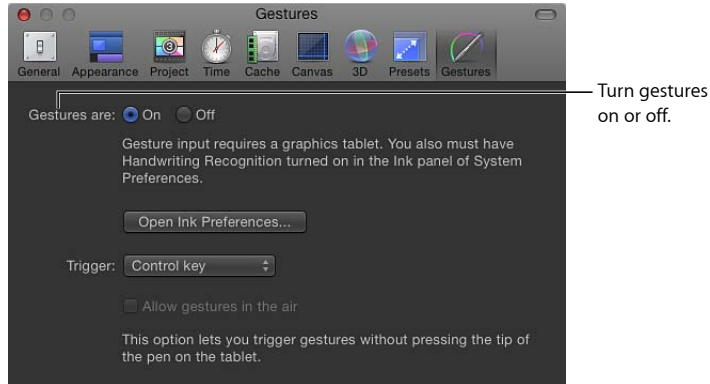 Gestures
General Appearance Project Time Cache Canvas 3D Presets Gestures
Gestures are: On Off
Turn gestures
on or off.
Gesture input requires a graphics tablet. You also must have
Handwriting Recognition turned on in the Ink panel of System
Preferences.
Open Ink Preferences...
Trigger: Control key
Allow gestures in the air
This option lets you trigger gestures without pressing the tip of
the pen on the tablet.